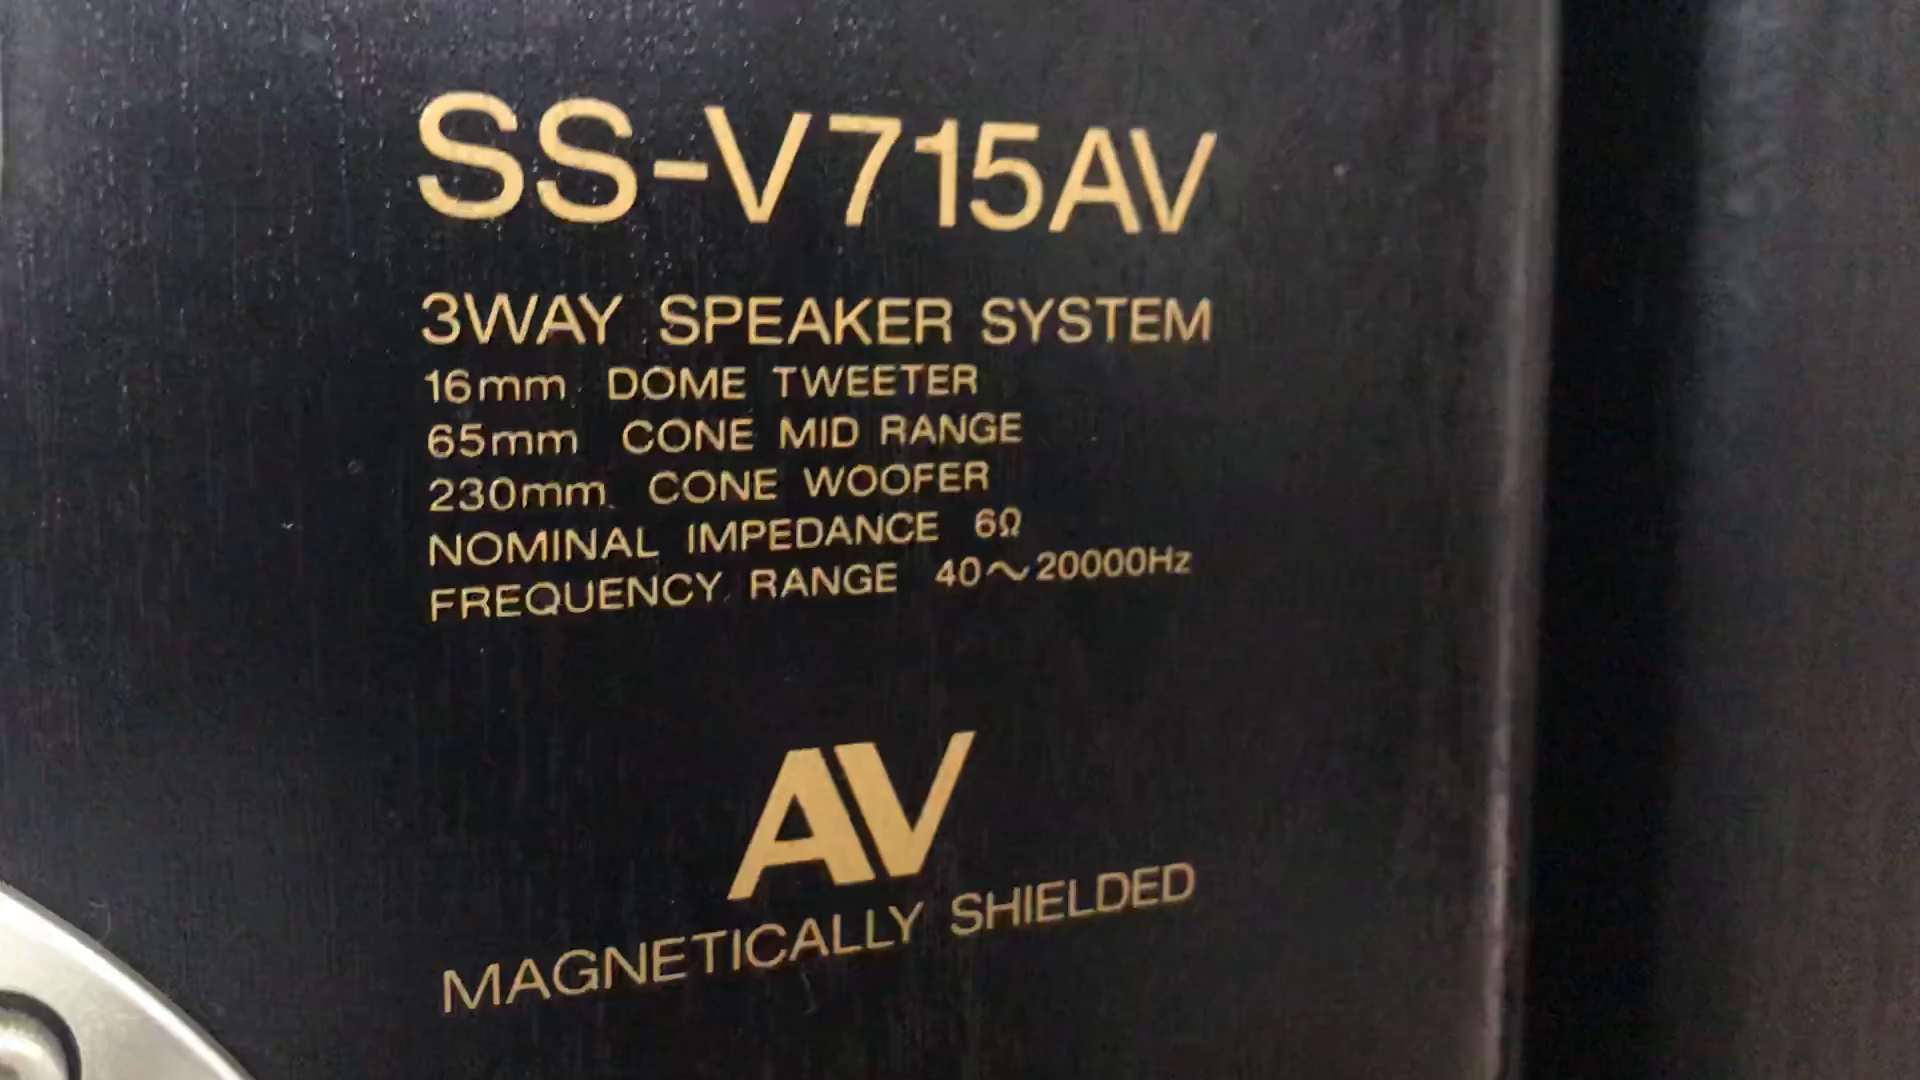 SS-V715AV
3WAY SPEAKER SYSTEM
16mm DOME TWEETER
65mm CONE MID RANGE
230mm CONE WOOFER
NOMINAL IMPEDANCE 6Ω
FREQUENCY RANGE 40～20000Hz
AV
MAGNETICALLY SHIELDED